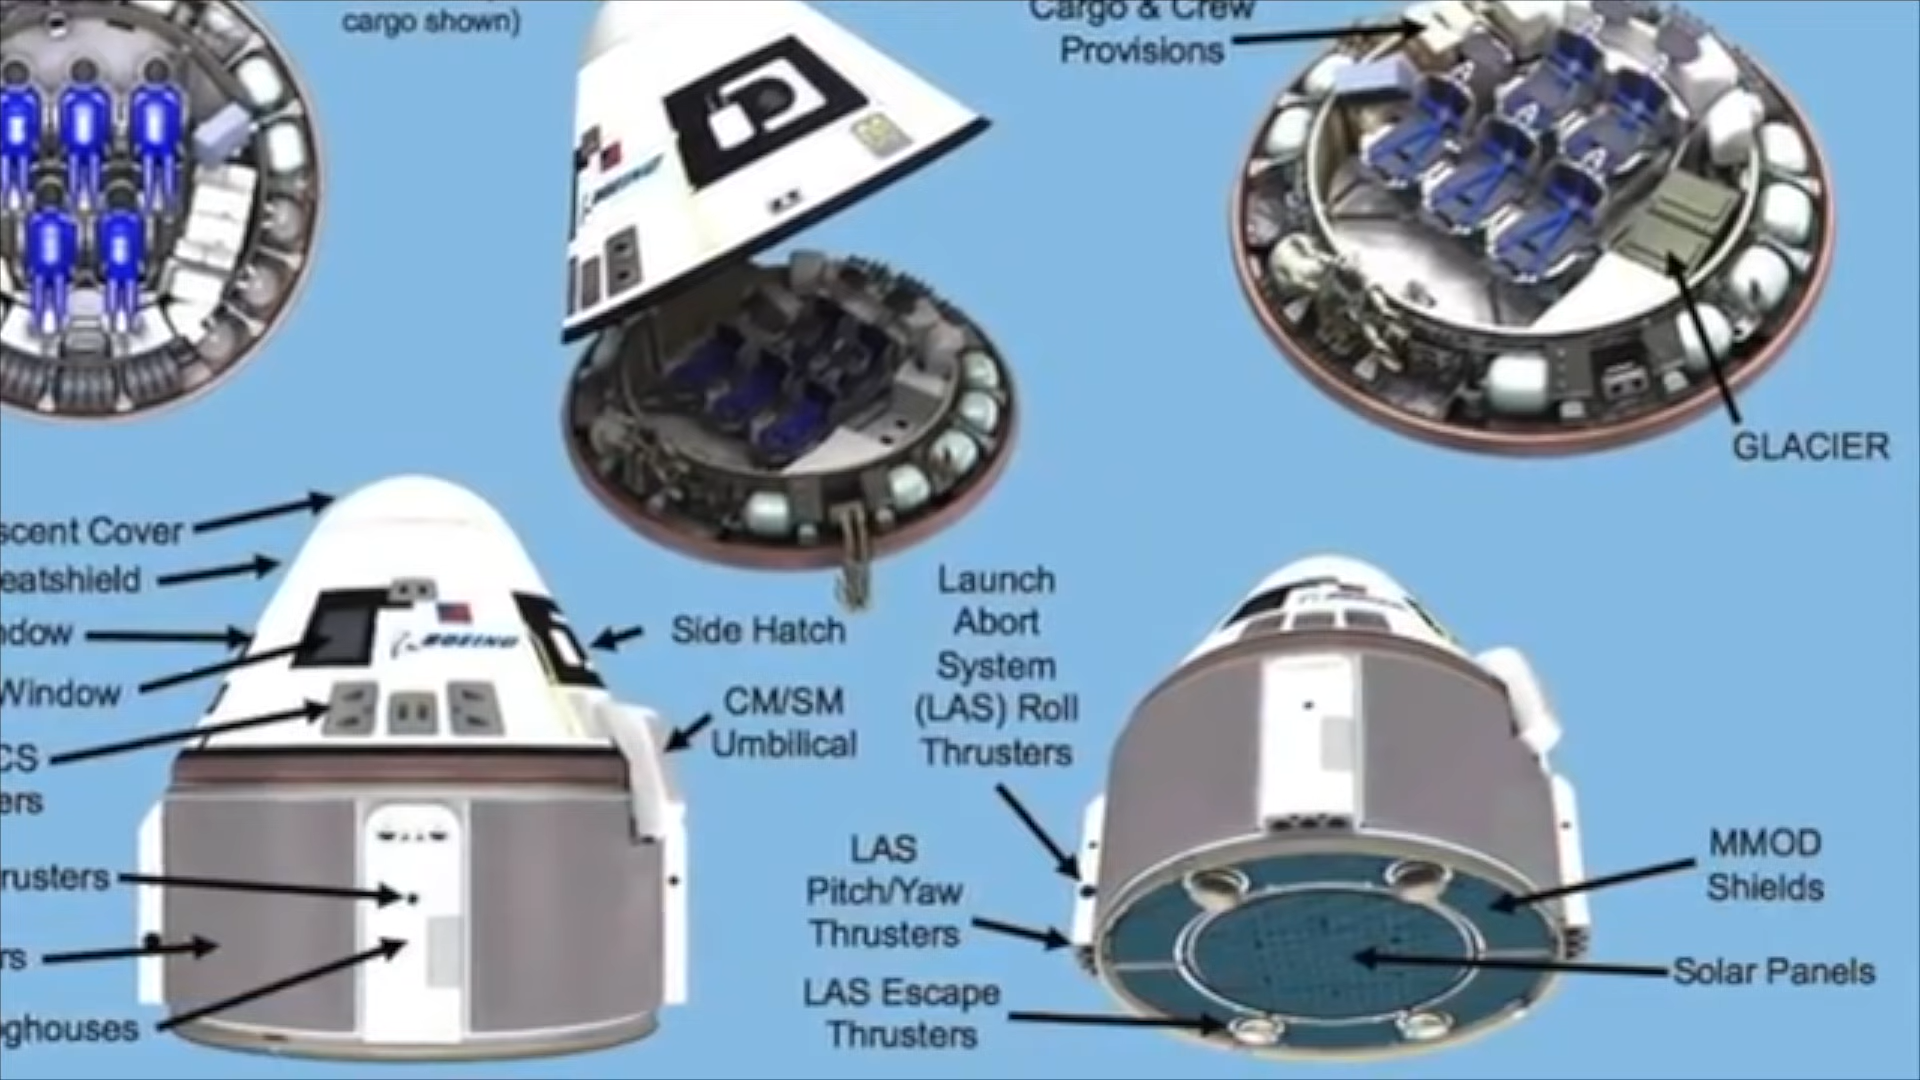 cargo shown)
Cargo & Crew
Provisions
BOEING
GLACIER
scent Cover
eatshield
ndow
Window
CS
ers
rusters
rs
oghouses
BOEING
Side Hatch
CM/SM
Umbilical
Launch
Abort
System
(LAS) Roll
Thrusters
LAS
Pitch/Yaw
Thrusters
LAS Escape
Thrusters
MMOD
Shields
Solar Panels